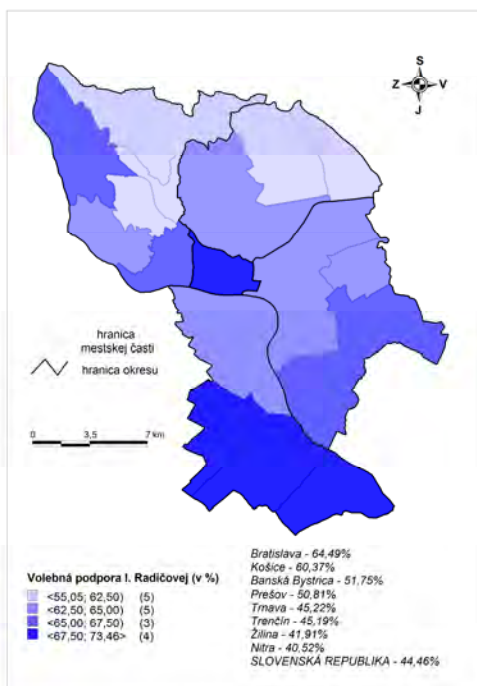 S
Z V
J
hranica
mestskej časti
hranica okresu
0 3,5 7 km
Volebná podpora I. Radičovej (v %)
<55,05; 62,50) (5)
<62,50; 65,00) (5)
<65,00; 67,50) (3)
<67,50; 73,46> (4)
Bratislava - 64,49%
Košice - 60,37%
Banská Bystrica - 51,75%
Prešov - 50,81%
Trnava - 45,22%
Trenčín - 45,19%
Žilina - 41,91%
Nitra - 40,52%
SLOVENSKÁ REPUBLIKA - 44,46%